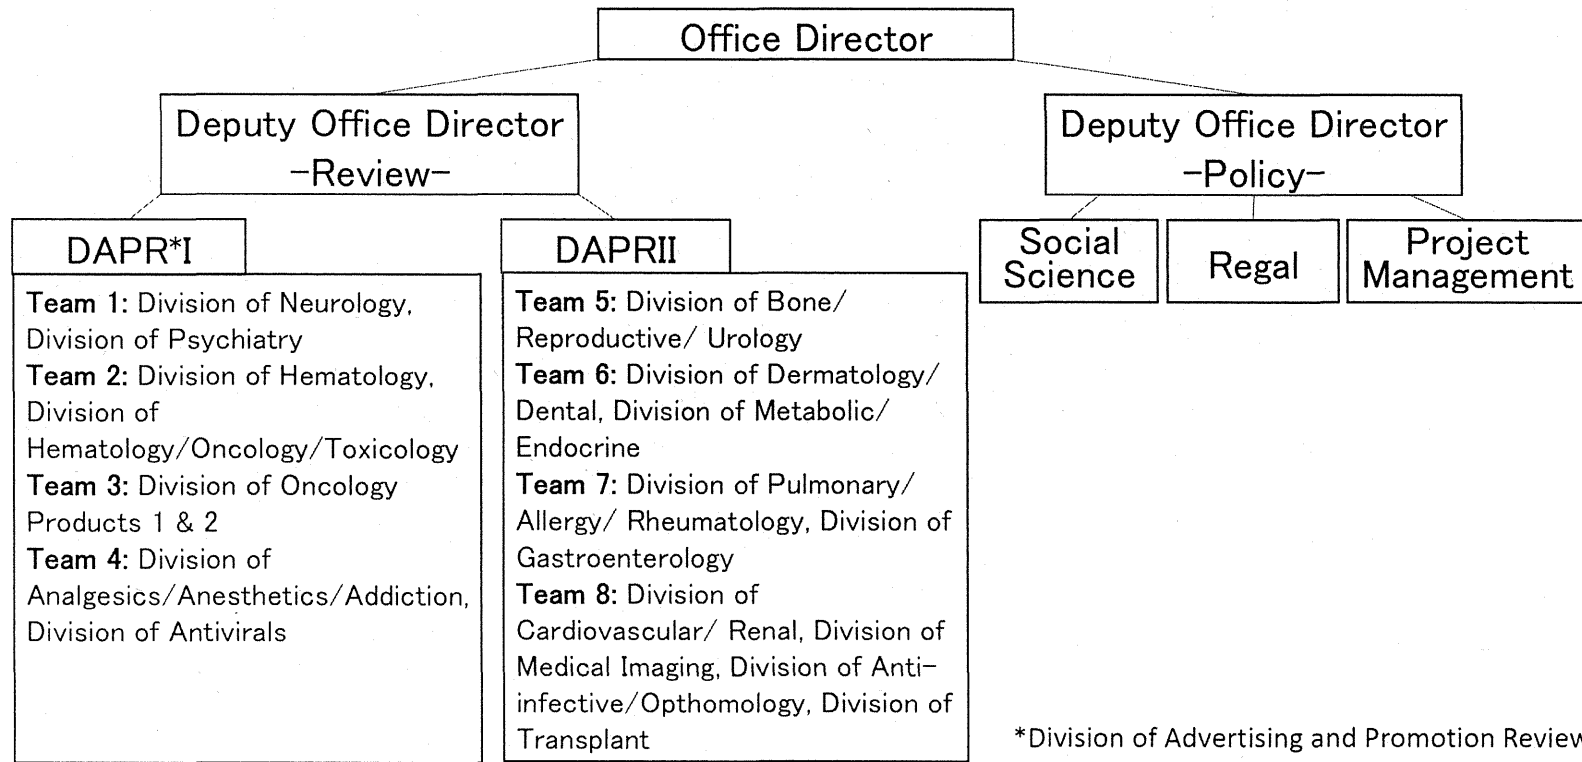 Office Director
Deputy Office Director
-Review-
Deputy Office Director
-Policy-
DAPR*I
Team 1: Division of Neurology,
Division of Psychiatry
Team 2: Division of Hematology,
Division of
Hematology/Oncology/Toxicology
Team 3: Division of Oncology
Products 1 & 2
Team 4: Division of
Analgesics/Anesthetics/Addiction,
Division of Antivirals
DAPRII
Team 5: Division of Bone/
Reproductive/ Urology
Team 6: Division of Dermatology/
Dental, Division of Metabolic/
Endocrine
Team 7: Division of Pulmonary/
Allergy/ Rheumatology, Division of
Gastroenterology
Team 8: Division of
Cardiovascular/ Renal, Division of
Medical Imaging, Division of Anti-
infective/Opthomology, Division of
Transplant
Social
Science
Regal
Project
Management
*Division of Advertising and Promotion Review